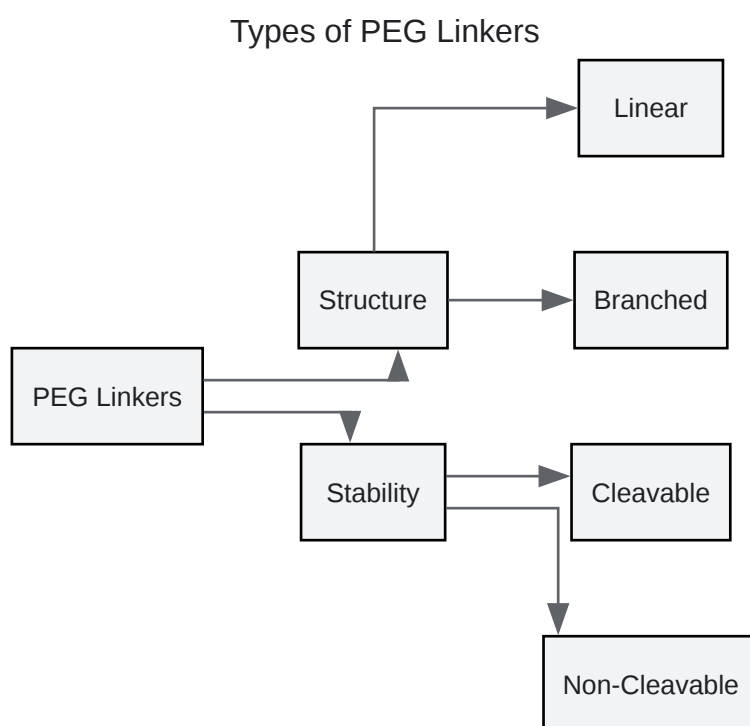 Types of PEG Linkers
Linear
Structure
Branched
PEG Linkers
Stability
Cleavable
Non-Cleavable